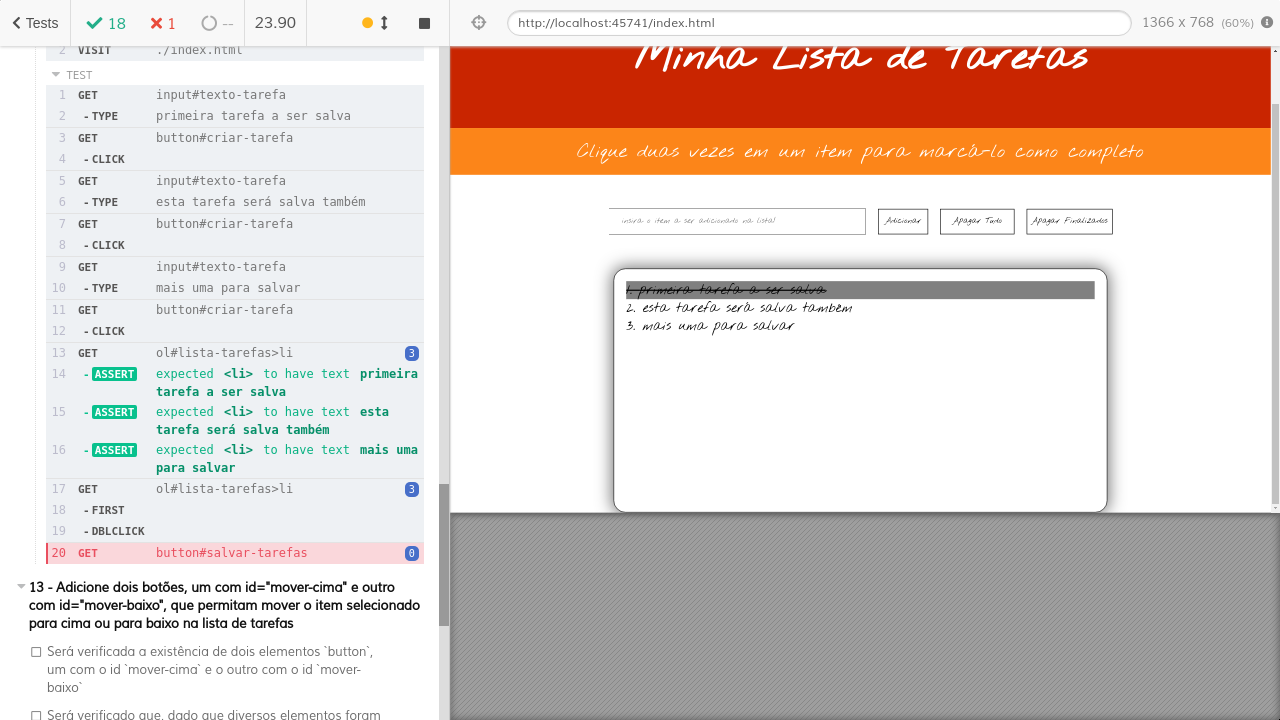 Tests 18 1 -- 23.90 http://localhost:45741/index.html 1366 x 768 (60%)
2 VISIT ./index.html
TEST
1 GET input#texto-tarefa
2 -TYPE primeira tarefa a ser salva
3 GET button#criar-tarefa
4 -CLICK
5 GET input#texto-tarefa
6 -TYPE esta tarefa será salva também
7 GET button#criar-tarefa
8 -CLICK
9 GET input#texto-tarefa
10 -TYPE mais uma para salvar
11 GET button#criar-tarefa
12 -CLICK
13 GET ol#lista-tarefas>li 3
14 -ASSERT expected <li> to have text primeira
tarefa a ser salva
15 -ASSERT expected <li> to have text esta
tarefa será salva também
16 -ASSERT expected <li> to have text mais uma
para salvar
17 GET ol#lista-tarefas>li 3
18 -FIRST
19 -DBLCLICK
20 GET button#salvar-tarefas 0
13 - Adicione dois botões, um com id="mover-cima" e outro
com id="mover-baixo", que permitam mover o item selecionado
para cima ou para baixo na lista de tarefas
Será verificada a existência de dois elementos `button`,
um com o id `mover-cima` e o outro com o id `mover-
baixo`
Será verificado que, dado que diversos elementos foram
Minha Lista de Tarefas
Clique duas vezes em um item para marcá-lo como completo
insira o item a ser adicionado na lista! Adicionar Apagar Tudo Apagar Finalizados
1. primeira tarefa a ser salva
2. esta tarefa será salva também
3. mais uma para salvar